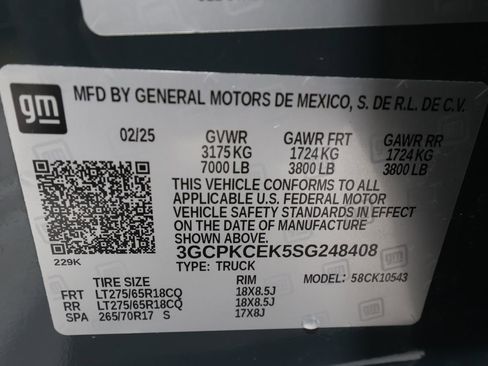 gm
MFD BY GENERAL MOTORS DE MEXICO, S. DE R.L. DE C.V.
02/25 GVWR GAWR FRT GAWR RR
3175 KG 1724 KG 1724 KG
7000 LB 3800 LB 3800 LB
THIS VEHICLE CONFORMS TO ALL
APPLICABLE U.S. FEDERAL MOTOR
VEHICLE SAFETY STANDARDS IN EFFECT
ON THE DATE OF MANUFACTURE
SHOWN ABOVE.
3GCPKCEK5SG248408
229K
TYPE: TRUCK MODEL: 58CK10543
TIRE SIZE RIM
FRT LT275/65R18CQ 18X8.5J
RR LT275/65R18CQ 18X8.5J
SPA 265/70R17 S 17X8J